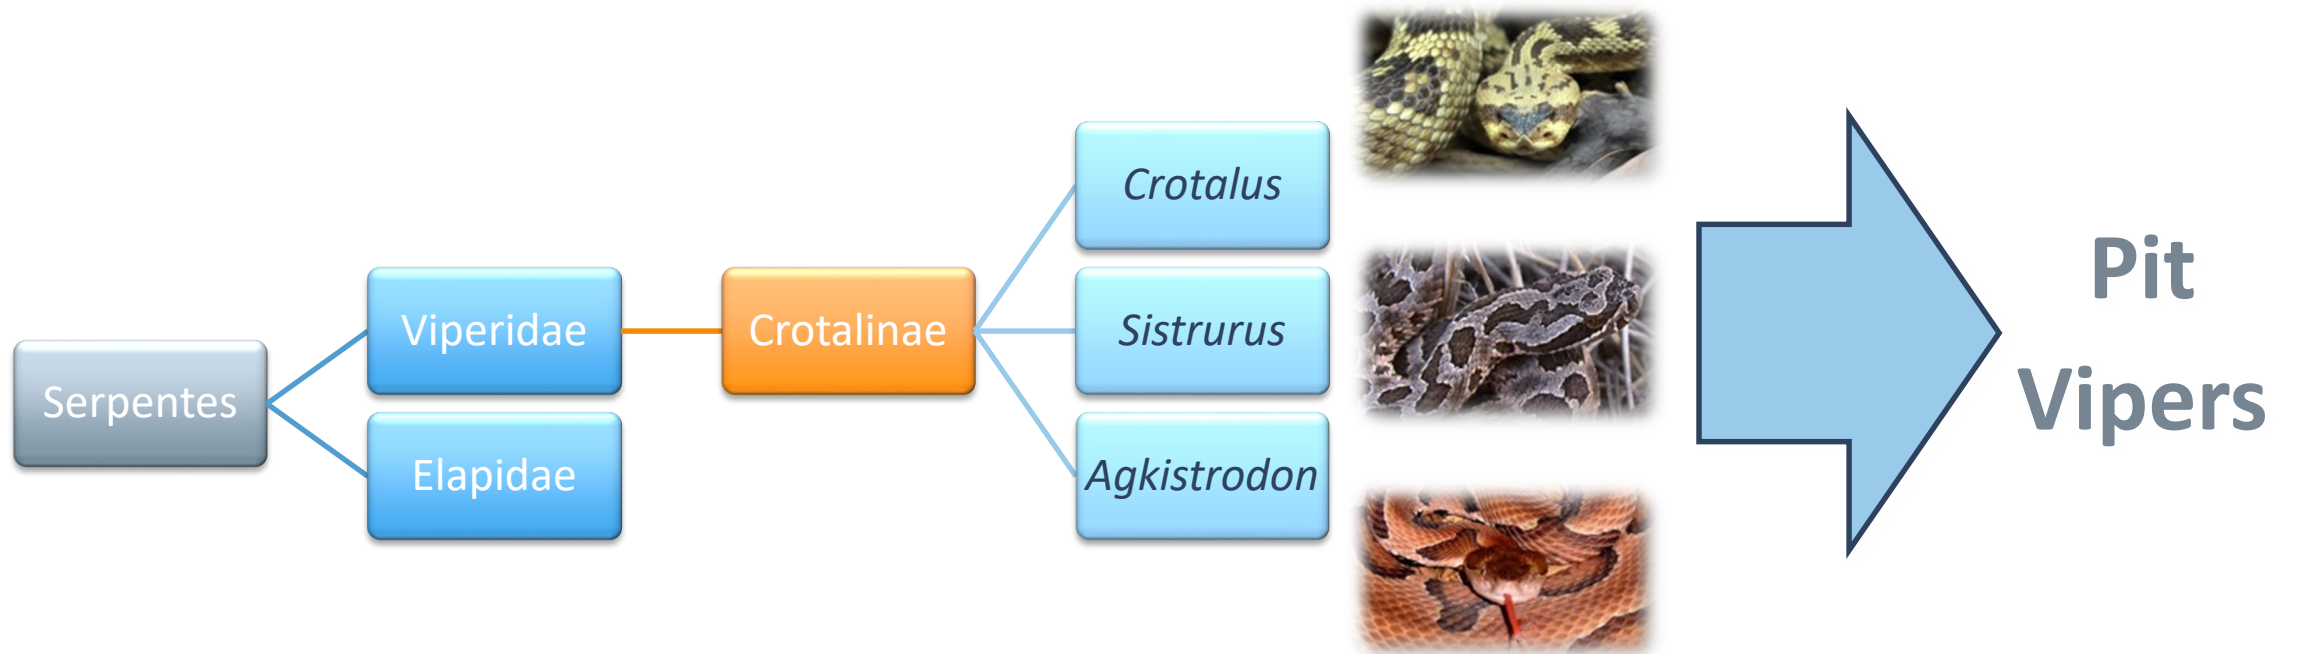 Serpentes
Viperidae
Elapidae
Crotalinae
Crotalus
Sistrurus
Agkistrodon
Pit
Vipers